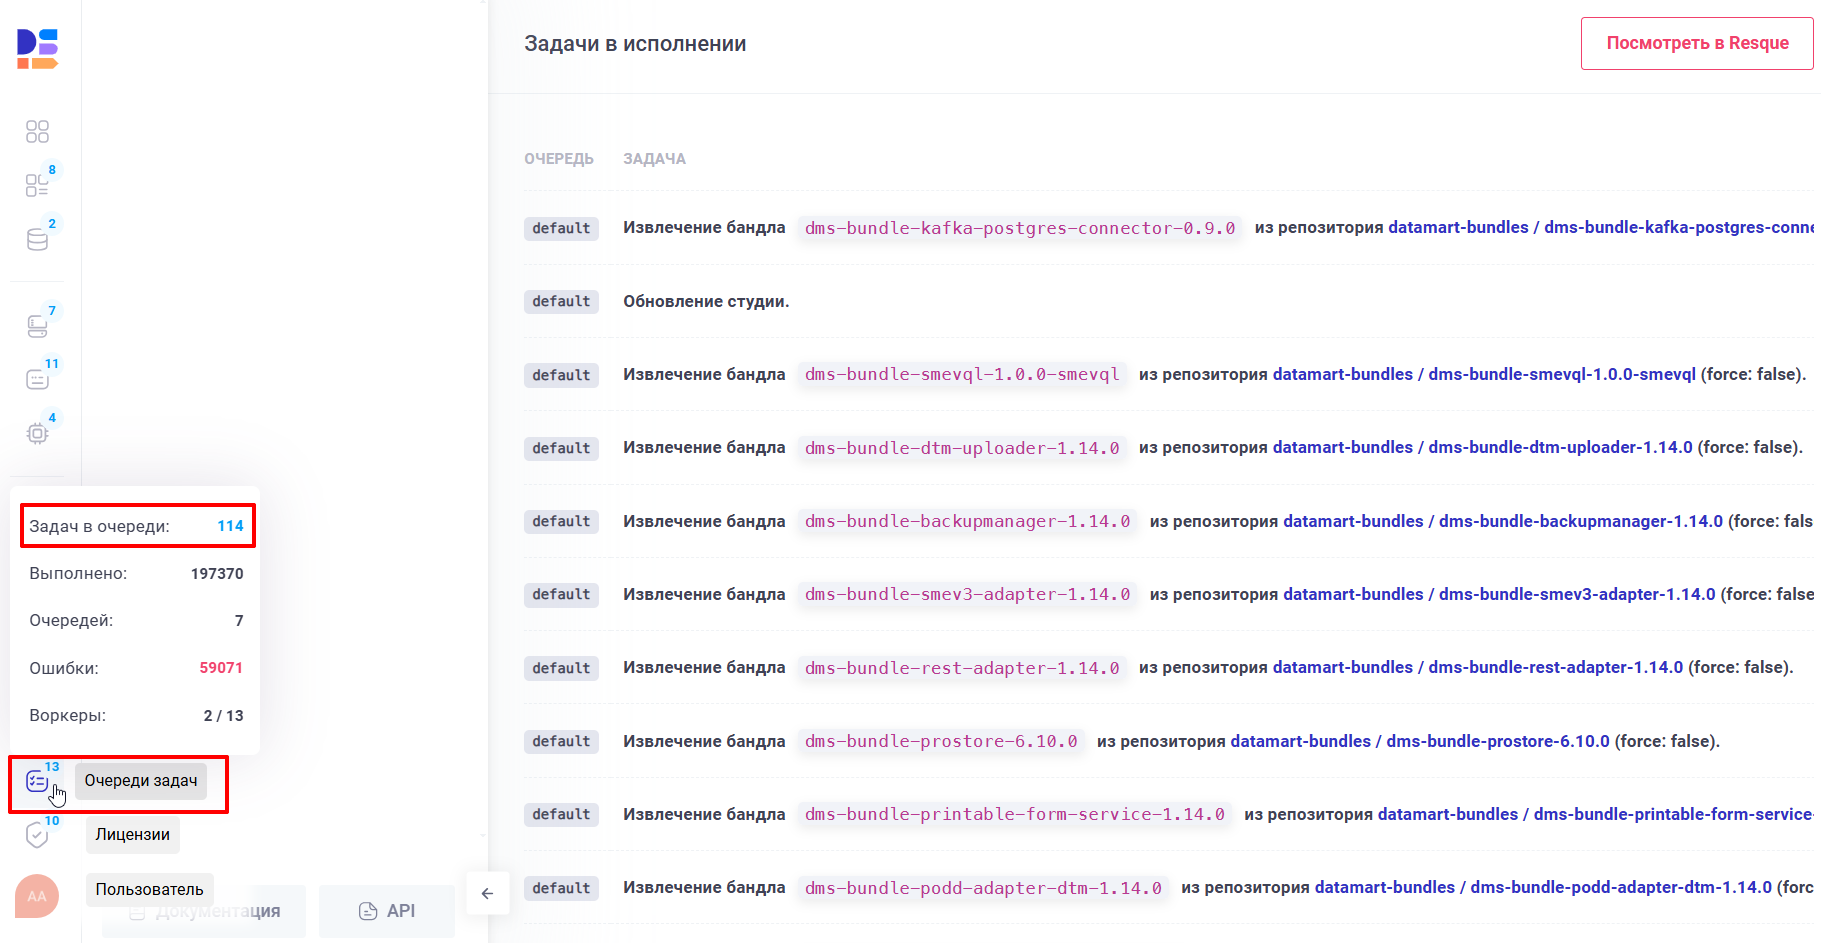 Задачи в исполнении
Посмотреть в Resque
8
2
7
11
4
Задач в очереди: 114
Выполнено: 197370
Очередей: 7
Ошибки: 59071
Воркеры: 2 / 13
13
Очереди задач
10
Лицензии
AA
Пользователь
Документация
API
ОЧЕРЕДЬ ЗАДАЧА
default Извлечение бандла dms-bundle-kafka-postgres-connector-0.9.0 из репозитория datamart-bundles / dms-bundle-kafka-postgres-conne
default Обновление студии.
default Извлечение бандла dms-bundle-smevql-1.0.0-smevql из репозитория datamart-bundles / dms-bundle-smevql-1.0.0-smevql (force: false).
default Извлечение бандла dms-bundle-dtm-uploader-1.14.0 из репозитория datamart-bundles / dms-bundle-dtm-uploader-1.14.0 (force: false).
default Извлечение бандла dms-bundle-backupmanager-1.14.0 из репозитория datamart-bundles / dms-bundle-backupmanager-1.14.0 (force: fals
default Извлечение бандла dms-bundle-smev3-adapter-1.14.0 из репозитория datamart-bundles / dms-bundle-smev3-adapter-1.14.0 (force: false
default Извлечение бандла dms-bundle-rest-adapter-1.14.0 из репозитория datamart-bundles / dms-bundle-rest-adapter-1.14.0 (force: false).
default Извлечение бандла dms-bundle-prostore-6.10.0 из репозитория datamart-bundles / dms-bundle-prostore-6.10.0 (force: false).
default Извлечение бандла dms-bundle-printable-form-service-1.14.0 из репозитория datamart-bundles / dms-bundle-printable-form-service-
default Извлечение бандла dms-bundle-podd-adapter-dtm-1.14.0 из репозитория datamart-bundles / dms-bundle-podd-adapter-dtm-1.14.0 (forc